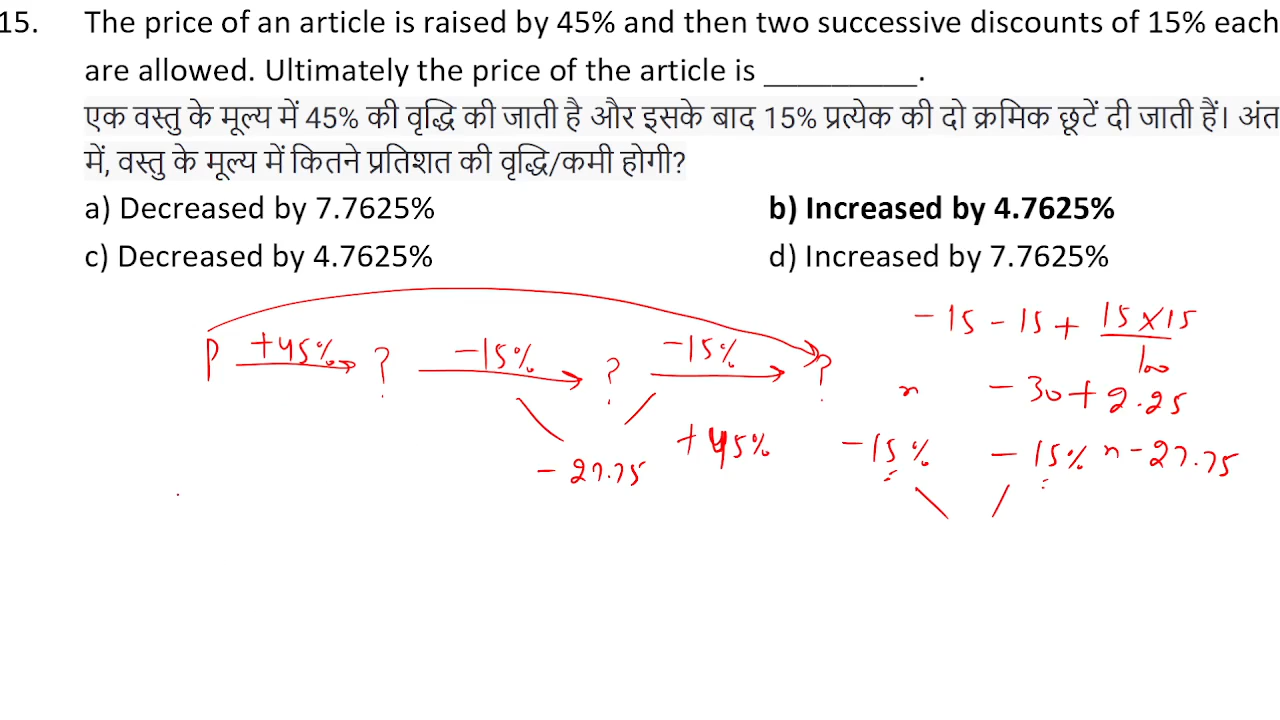 15. The price of an article is raised by 45% and then two successive discounts of 15% each
are allowed. Ultimately the price of the article is _________.
एक वस्तु के मूल्य में 45% की वृद्धि की जाती है और इसके बाद 15% प्रत्येक की दो क्रमिक छूटें दी जाती हैं। अंत
में, वस्तु के मूल्य में कितने प्रतिशत की वृद्धि/कमी होगी?
a) Decreased by 7.7625% b) Increased by 4.7625%
c) Decreased by 4.7625% d) Increased by 7.7625%
- 15 - 15 + 15 × 15
100
P +45% ? -15% ? -15% ?
- 30 + 2.25
+45% -15% - 15% - 27.75
- 27.75